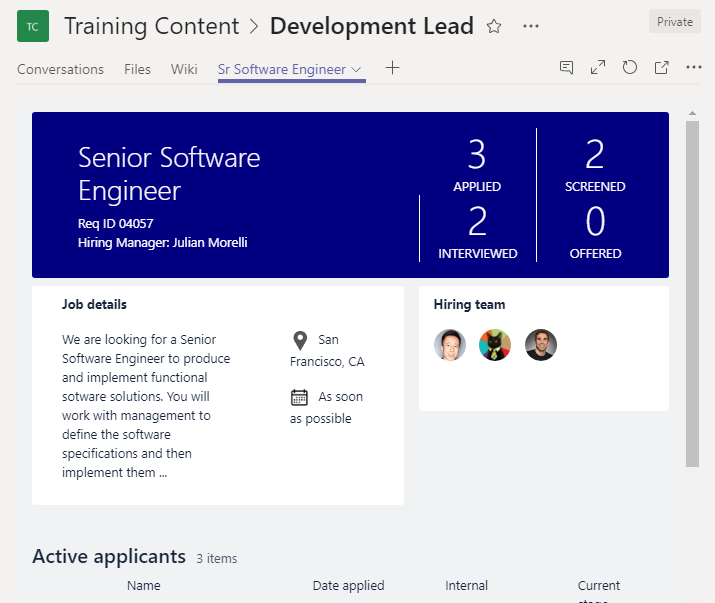 TC
Training Content > Development Lead
Private
Conversations Files Wiki Sr Software Engineer
Senior Software
Engineer
Req ID 04057
Hiring Manager: Julian Morelli
3
APPLIED
2
SCREENED
2
INTERVIEWED
0
OFFERED
Job details
We are looking for a Senior
Software Engineer to produce
and implement functional
sotware solutions. You will
work with management to
define the software
specifications and then
implement them ...
San
Francisco, CA
As soon
as possible
Hiring team
Active applicants 3 items
Name Date applied Internal Current
stage